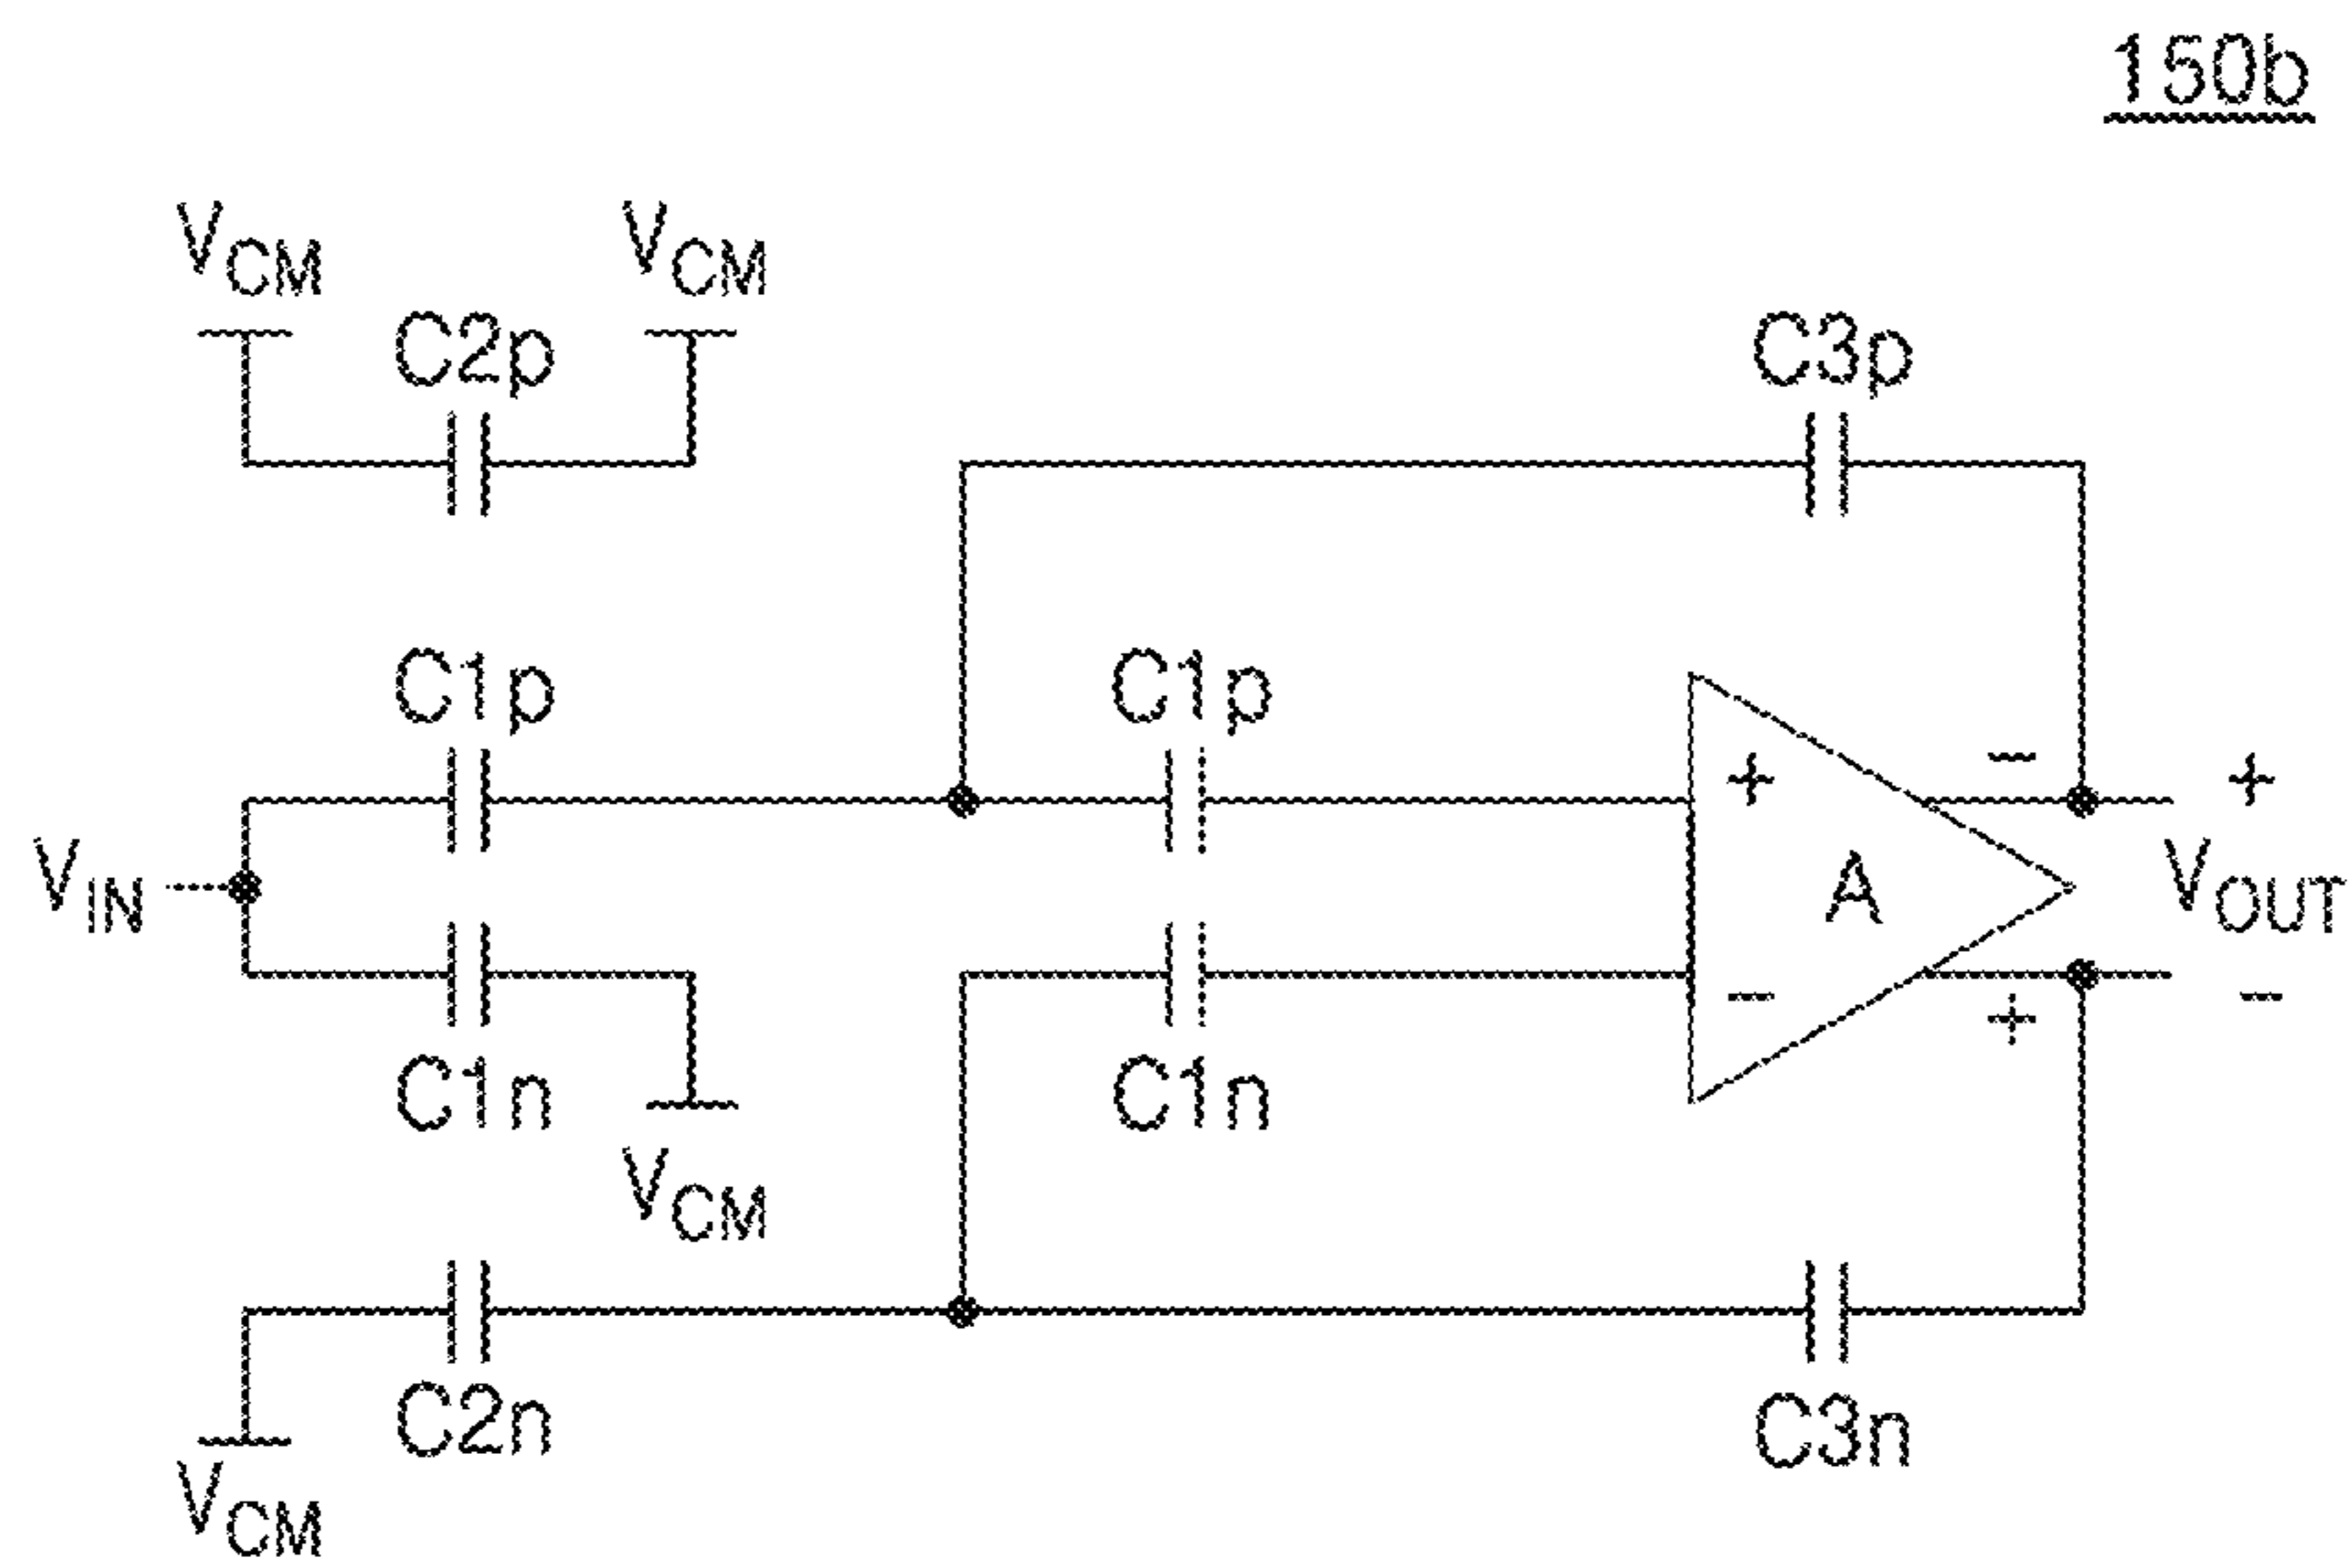 150b
VCM
VCM
C2p
C3p
C1p
C1p
+
−
+
VIN
A
VOUT
−
+
−
C1n
C1n
VCM
C2n
C3n
VCM